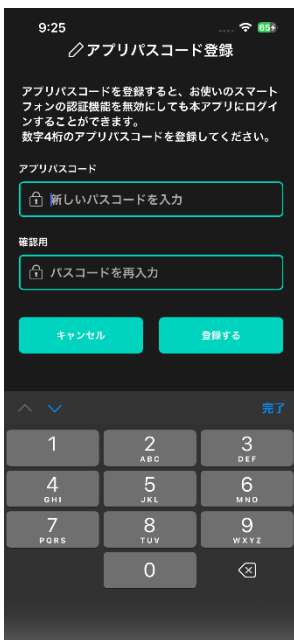 9:25
65
アプリパスコード登録
アプリパスコードを登録すると、お使いのスマート
フォンの認証機能を無効にしても本アプリにログイ
ンすることができます。
数字4桁のアプリパスコードを登録してください。
アプリパスコード
新しいパスコードを入力
確認用
パスコードを再入力
キャンセル 登録する
完了
1 2 3
ABC DEF
4 5 6
GHI JKL MNO
7 8 9
PQRS TUV WXYZ
0